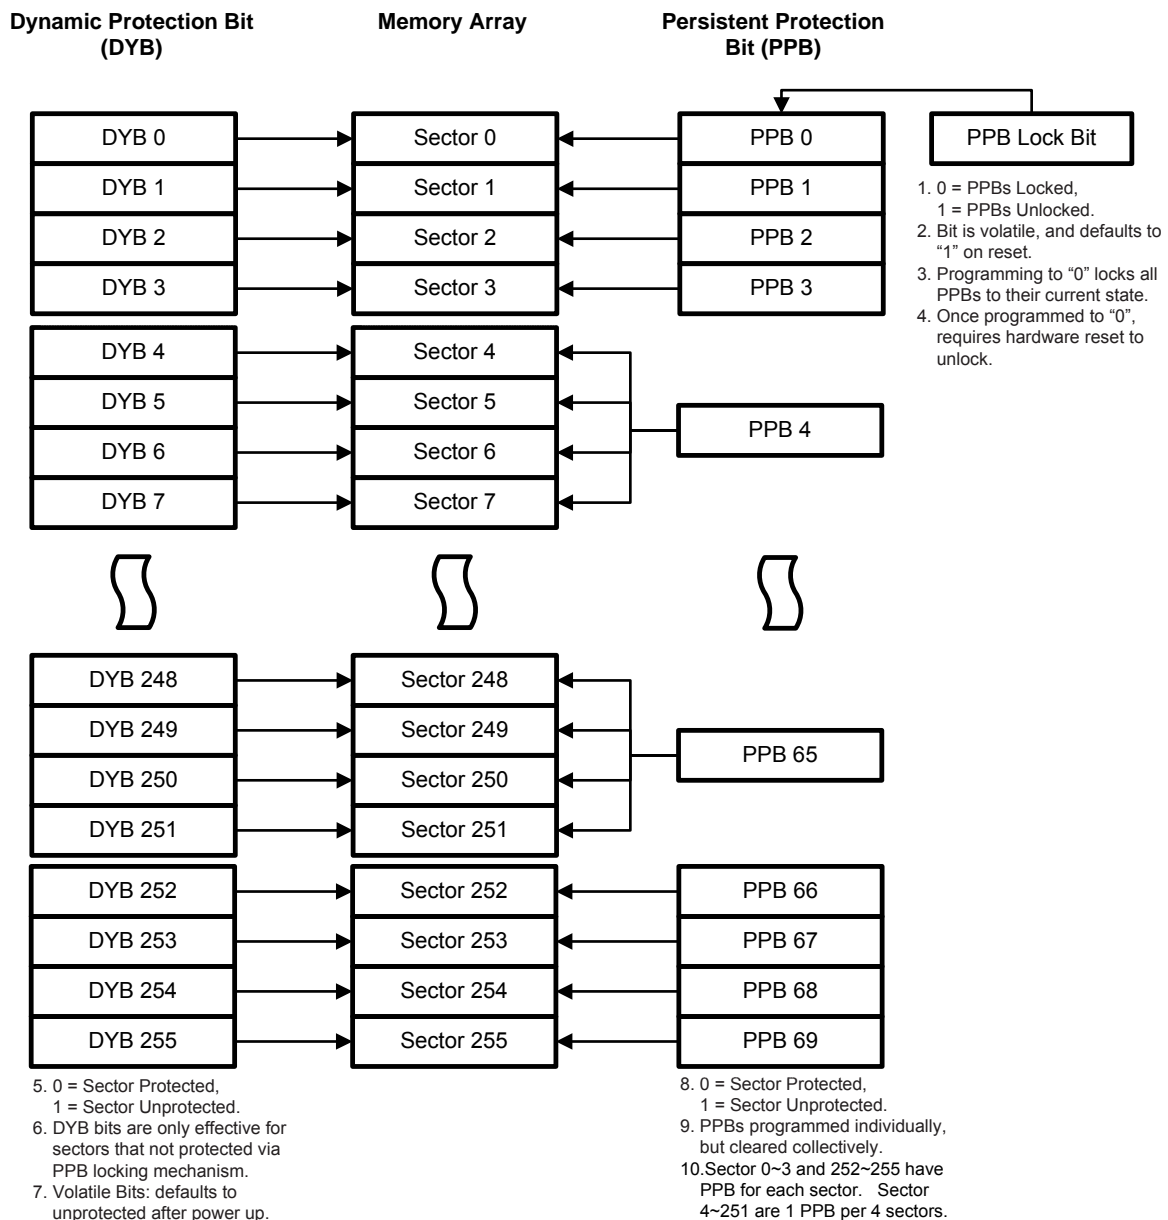 Dynamic Protection Bit
(DYB)
Memory Array
Persistent Protection
Bit (PPB)
DYB 0
Sector 0
PPB 0
PPB Lock Bit
DYB 1
Sector 1
PPB 1
DYB 2
Sector 2
PPB 2
DYB 3
Sector 3
PPB 3
1. 0 = PPBs Locked,
1 = PPBs Unlocked.
2. Bit is volatile, and defaults to
“1” on reset.
3. Programming to “0” locks all
PPBs to their current state.
4. Once programmed to “0”,
requires hardware reset to
unlock.
DYB 4
Sector 4
DYB 5
Sector 5
DYB 6
Sector 6
DYB 7
Sector 7
PPB 4
DYB 248
Sector 248
DYB 249
Sector 249
DYB 250
Sector 250
DYB 251
Sector 251
PPB 65
DYB 252
Sector 252
PPB 66
DYB 253
Sector 253
PPB 67
DYB 254
Sector 254
PPB 68
DYB 255
Sector 255
PPB 69
5. 0 = Sector Protected,
1 = Sector Unprotected.
6. DYB bits are only effective for
sectors that not protected via
PPB locking mechanism.
7. Volatile Bits: defaults to
unprotected after power up.
8. 0 = Sector Protected,
1 = Sector Unprotected.
9. PPBs programmed individually,
but cleared collectively.
10.Sector 0~3 and 252~255 have
PPB for each sector. Sector
4~251 are 1 PPB per 4 sectors.